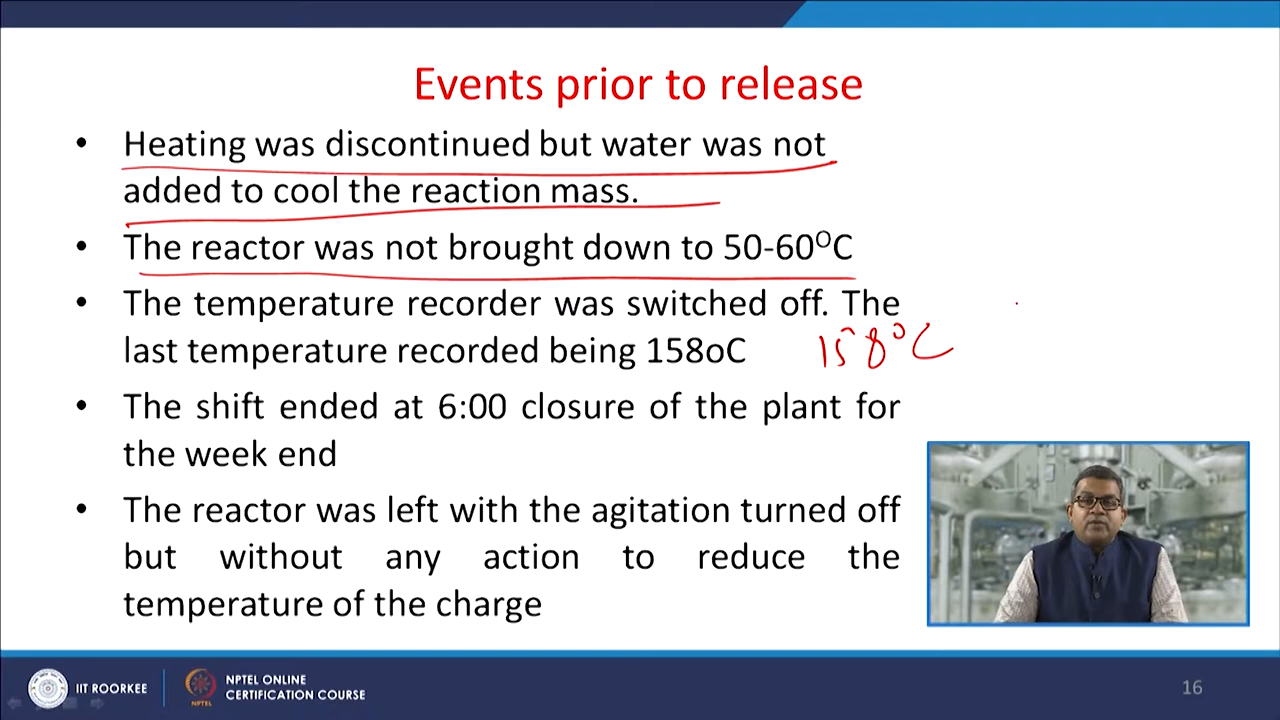 Events prior to release
• Heating was discontinued but water was not
added to cool the reaction mass.
• The reactor was not brought down to 50-60ᴼC
• The temperature recorder was switched off. The
last temperature recorded being 158oC
158°C
• The shift ended at 6:00 closure of the plant for
the week end
• The reactor was left with the agitation turned off
but without any action to reduce the
temperature of the charge
IIT ROORKEE
NPTEL
NPTEL ONLINE
CERTIFICATION COURSE
16